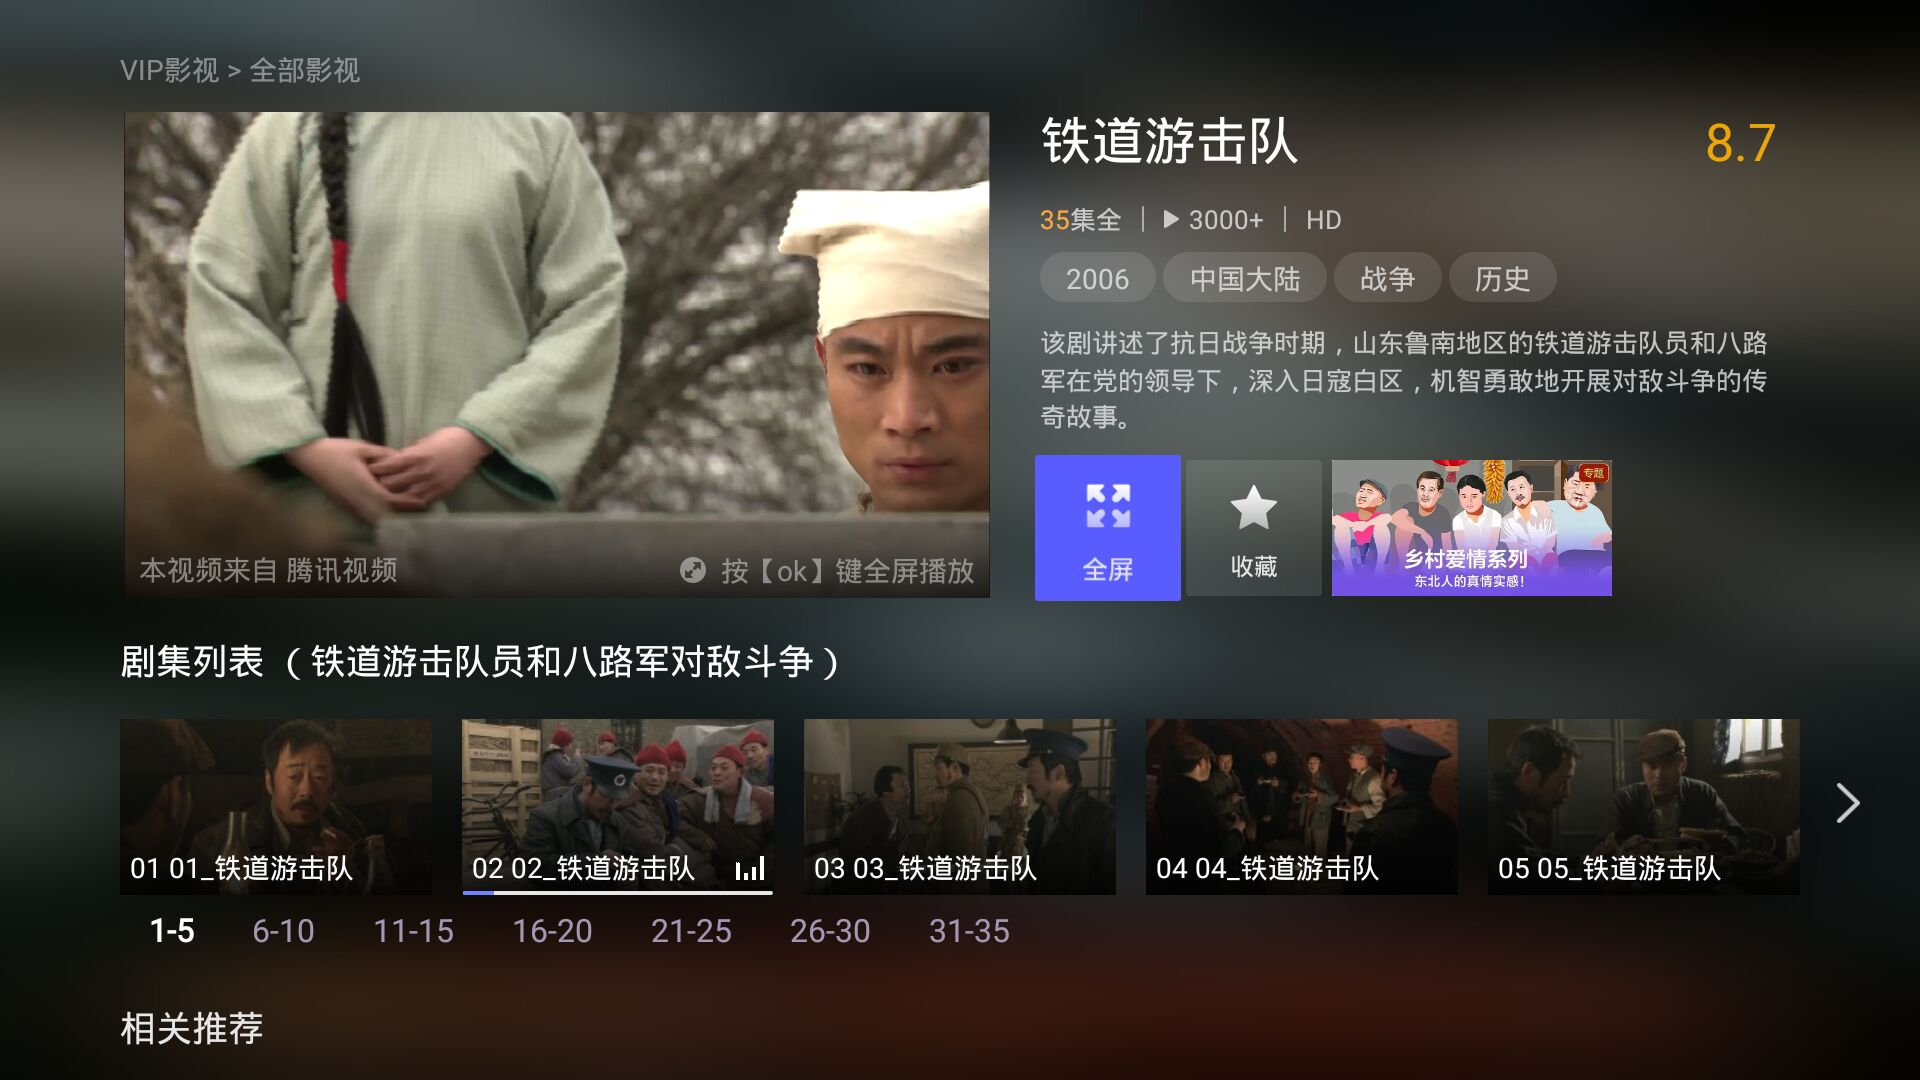 VIP影视 > 全部影视
铁道游击队
8.7
35集全 | 3000+ | HD
2006 中国大陆 战争 历史
该剧讲述了抗日战争时期，山东鲁南地区的铁道游击队员和八路
军在党的领导下，深入日寇白区，机智勇敢地开展对敌斗争的传
奇故事。
本视频来自 腾讯视频
按【ok】键全屏播放
全屏
收藏
专题
乡村爱情系列
东北人的真情实感！
剧集列表 （铁道游击队员和八路军对敌斗争）
01 01_铁道游击队
02 02_铁道游击队
03 03_铁道游击队
04 04_铁道游击队
05 05_铁道游击队
1-5 6-10 11-15 16-20 21-25 26-30 31-35
相关推荐